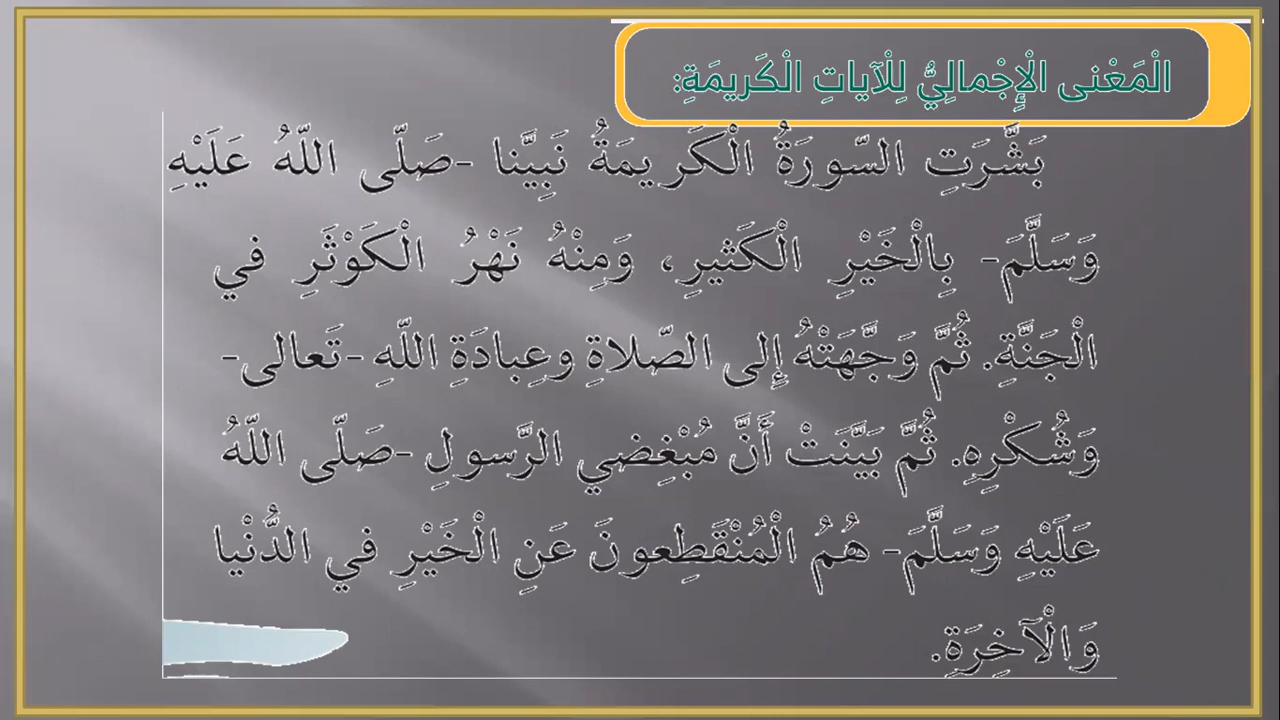 الْمَعْنى الْإِجْمالِيُّ لِلْآياتِ الْكَريمَةِ:
بَشَّرَتِ السّورَةُ الْكَريمَةُ نَبِيَّنا -صَلّى اللّهُ عَلَيْهِ
وَسَلَّمَ- بِالْخَيْرِ الْكَثيرِ، وَمِنْهُ نَهْرُ الْكَوْثَرِ في
الْجَنَّةِ. ثُمَّ وَجَّهَتْهُ إِلى الصّلاةِ وعِبادَةِ اللّهِ -تَعالى-
وَشُكْرِهِ. ثُمَّ بَيَّنَتْ أَنَّ مُبْغِضي الرَّسولِ -صَلّى اللّهُ
عَلَيْهِ وَسَلَّمَ- هُمُ الْمُنْقَطِعونَ عَنِ الْخَيْرِ في الدُّنْيا
وَالْآخِرَةِ.